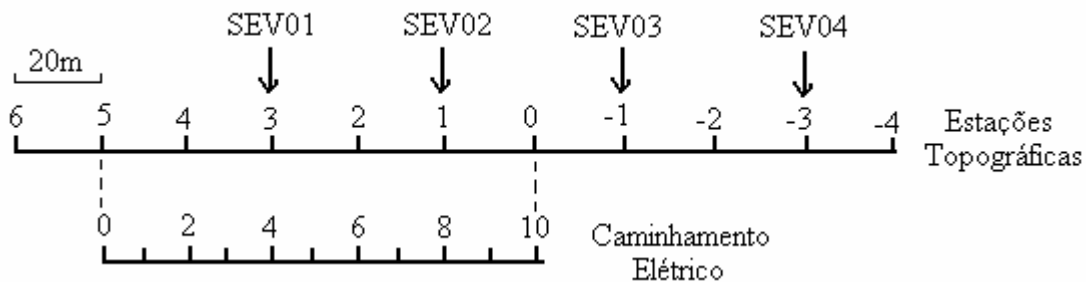 SEV01 SEV02 SEV03 SEV04
20m
6 5 4 3 2 1 0 -1 -2 -3 -4
Estações
Topográficas
0 2 4 6 8 10
Caminhamento
Elétrico